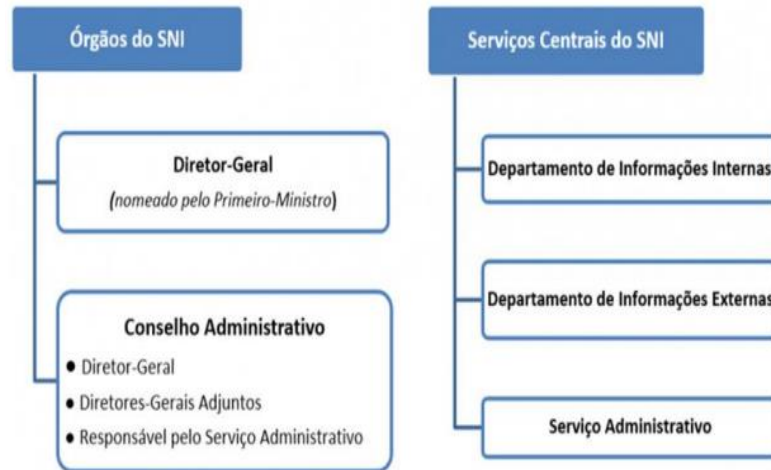 Órgãos do SNI
Diretor-Geral
(nomeado pelo Primeiro-Ministro)
Conselho Administrativo
● Diretor-Geral
● Diretores-Gerais Adjuntos
● Responsável pelo Serviço Administrativo
Serviços Centrais do SNI
Departamento de Informações Internas
Departamento de Informações Externas
Serviço Administrativo